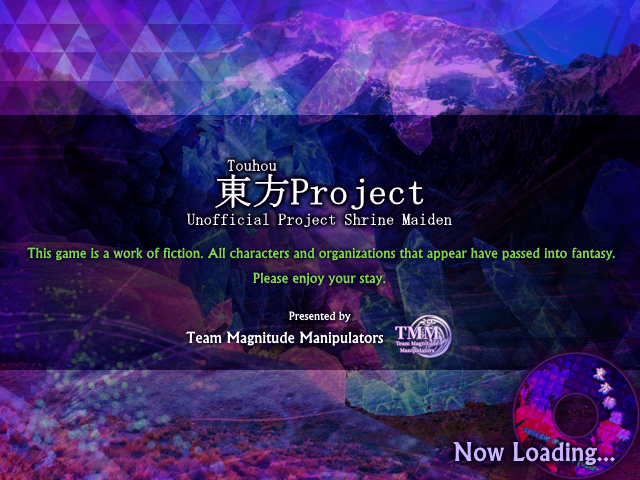 Touhou
東方Project
Unofficial Project Shrine Maiden
This game is a work of fiction. All characters and organizations that appear have passed into fantasy.
Please enjoy your stay.
Presented by
Team Magnitude Manipulators
TMM
Team Magnitude
Manipulators
Now Loading...